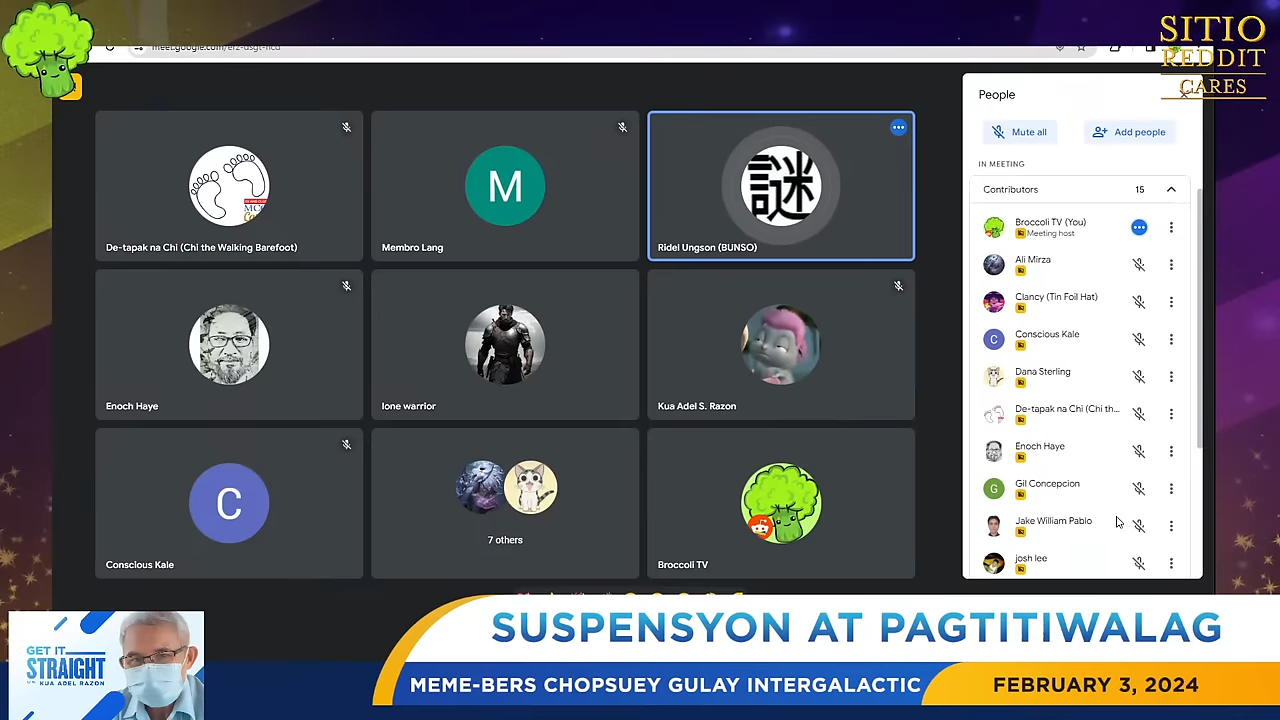 SITIO
REDDIT
CARES
De-tapak na Chi (Chi the Walking Barefoot)
M
Membro Lang
謎
Ridel Ungson (BUNSO)
Enoch Haye
lone warrior
Kua Adel S. Razon
C
Conscious Kale
7 others
Broccoli TV
People
Mute all
Add people
IN MEETING
Contributors 15
Broccoli TV (You)
Meeting host
Ali Mirza
Clancy (Tin Foil Hat)
C Conscious Kale
Dana Sterling
De-tapak na Chi (Chi th...
Enoch Haye
G Gil Concepcion
Jake William Pablo
josh lee
GET IT
STRAIGHT
KUA ADEL RAZON
SUSPENSYON AT PAGTITIWALAG
MEME-BERS CHOPSUEY GULAY INTERGALACTIC
FEBRUARY 3, 2024